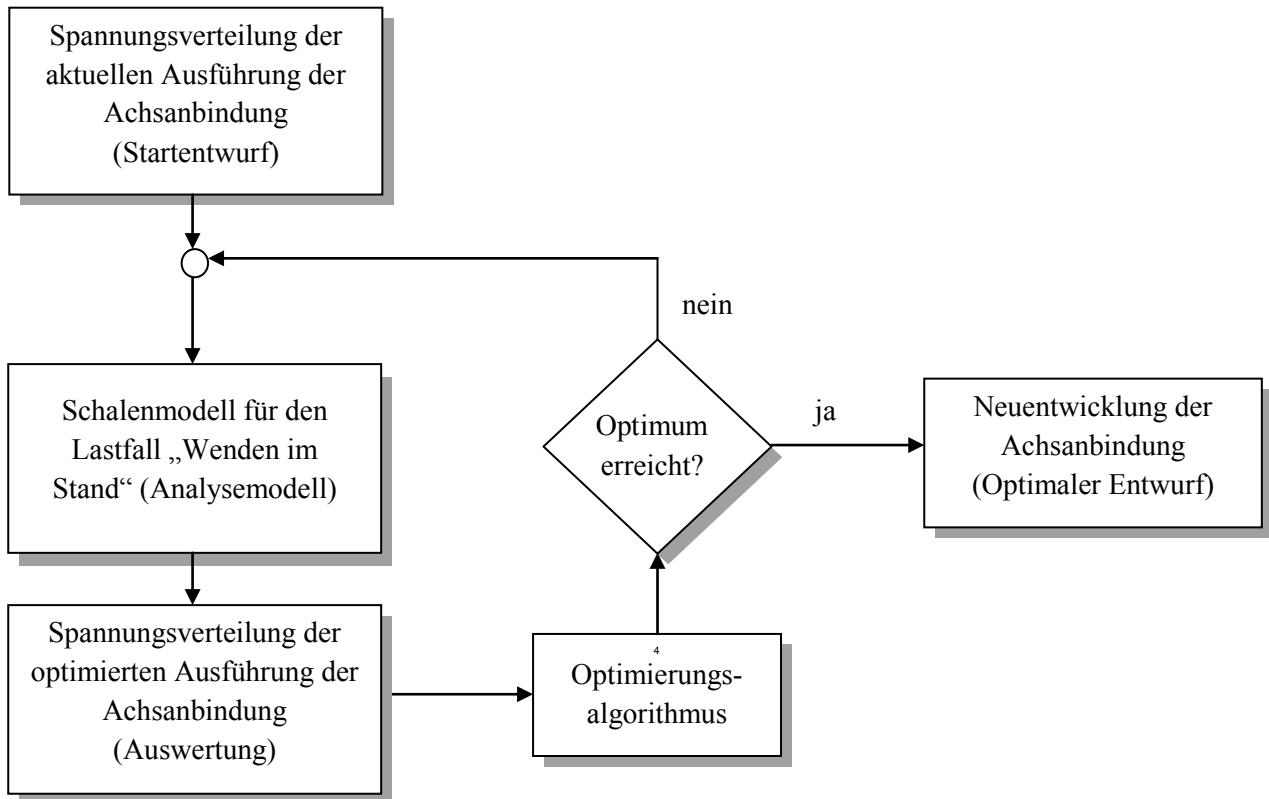 Spannungsverteilung der
aktuellen Ausführung der
Achsanbindung
(Startentwurf)
nein
Schalenmodell für den
Lastfall „Wenden im
Stand“ (Analysemodell)
Optimum
erreicht?
ja
Neuentwicklung der
Achsanbindung
(Optimaler Entwurf)
Spannungsverteilung der
optimierten Ausführung der
Achsanbindung
(Auswertung)
4
Optimierungs-
algorithmus